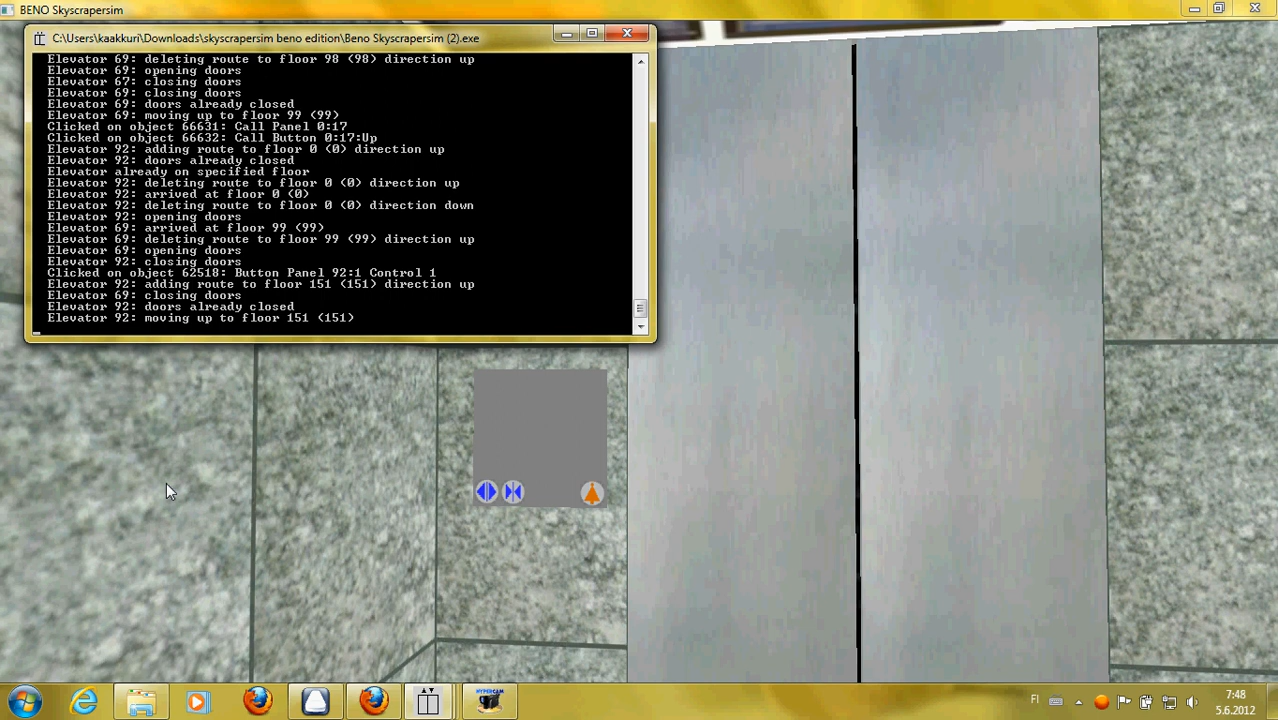 BENO Skyscrapersim
C:\Users\kaakkuri\Downloads\skyscrapersim beno edition\Beno Skyscrapersim (2).exe
Elevator 69: deleting route to floor 98 (98) direction up
Elevator 69: opening doors
Elevator 67: closing doors
Elevator 69: closing doors
Elevator 69: doors already closed
Elevator 69: moving up to floor 99 (99)
Clicked on object 66631: Call Panel 0:17
Clicked on object 66632: Call Button 0:17:Up
Elevator 92: adding route to floor 0 (0) direction up
Elevator 92: doors already closed
Elevator already on specified floor
Elevator 92: deleting route to floor 0 (0) direction up
Elevator 92: arrived at floor 0 (0)
Elevator 92: deleting route to floor 0 (0) direction down
Elevator 92: opening doors
Elevator 69: arrived at floor 99 (99)
Elevator 69: deleting route to floor 99 (99) direction up
Elevator 69: opening doors
Elevator 92: closing doors
Clicked on object 62518: Button Panel 92:1 Control 1
Elevator 92: adding route to floor 151 (151) direction up
Elevator 69: closing doors
Elevator 92: doors already closed
Elevator 92: moving up to floor 151 (151)
HYPERCAM
FI
7:48
5.6.2012